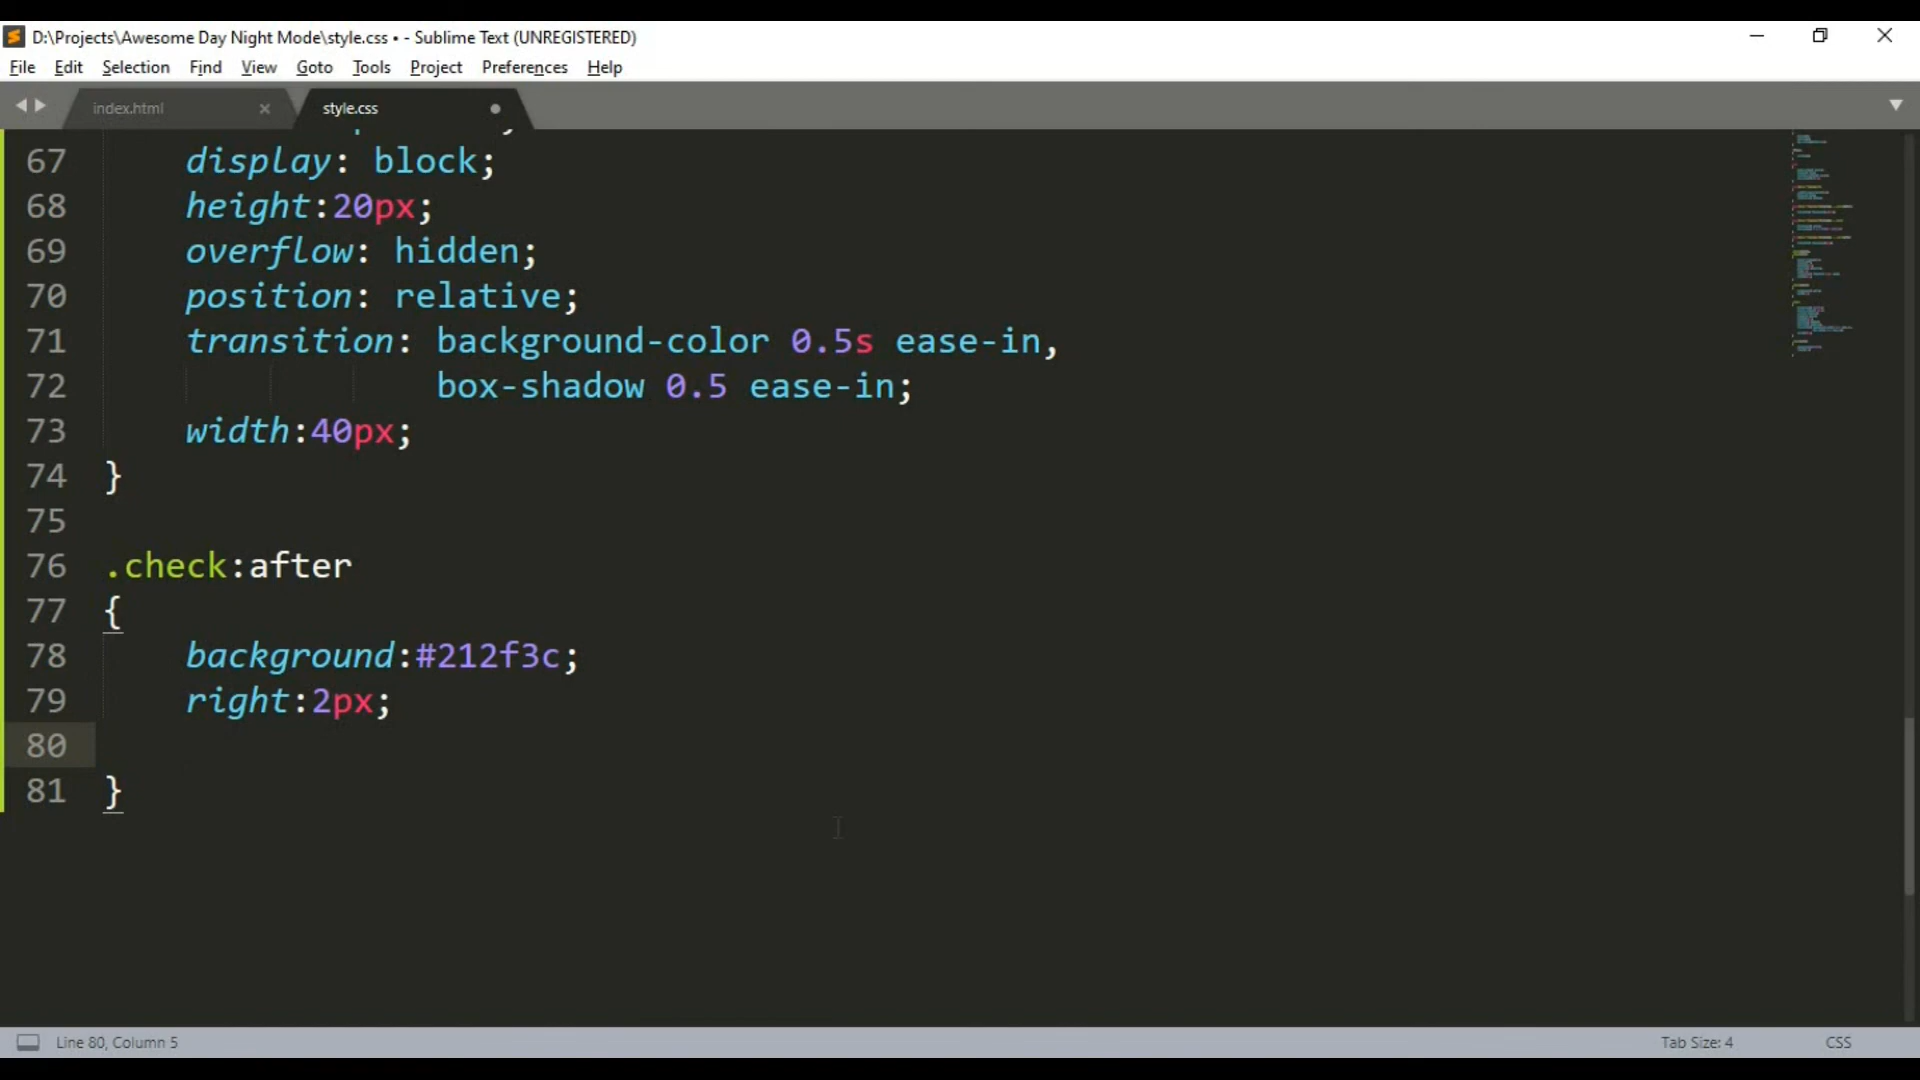 D:\Projects\Awesome Day Night Mode\style.css • - Sublime Text (UNREGISTERED)
File Edit Selection Find View Goto Tools Project Preferences Help
index.html × style.css
67 display: block;
68 height:20px;
69 overflow: hidden;
70 position: relative;
71 transition: background-color 0.5s ease-in,
72 box-shadow 0.5 ease-in;
73 width:40px;
74 }
75
76 .check:after
77 {
78 background:#212f3c;
79 right:2px;
80
81 }
Line 80, Column 5 Tab Size: 4 CSS